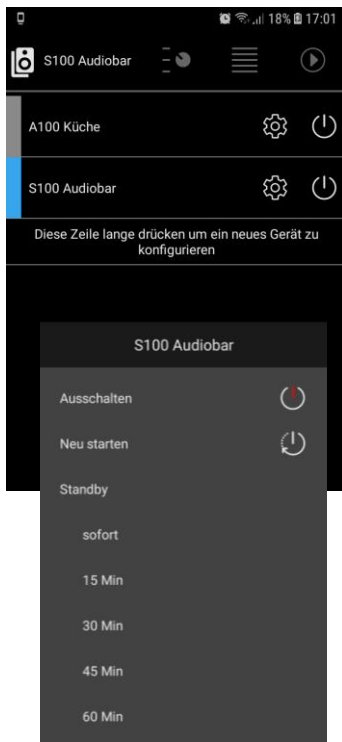 18% 17:01
S100 Audiobar
A100 Küche
S100 Audiobar
Diese Zeile lange drücken um ein neues Gerät zu
konfigurieren
S100 Audiobar
Ausschalten
Neu starten
Standby
sofort
15 Min
30 Min
45 Min
60 Min